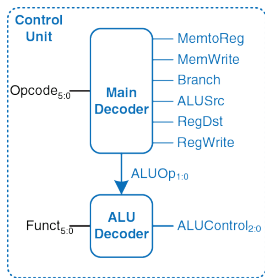 Control
Unit
Opcode5:0
Main
Decoder
MemtoReg
MemWrite
Branch
ALUSrc
RegDst
RegWrite
ALUOp1:0
Funct5:0
ALU
Decoder
ALUControl2:0